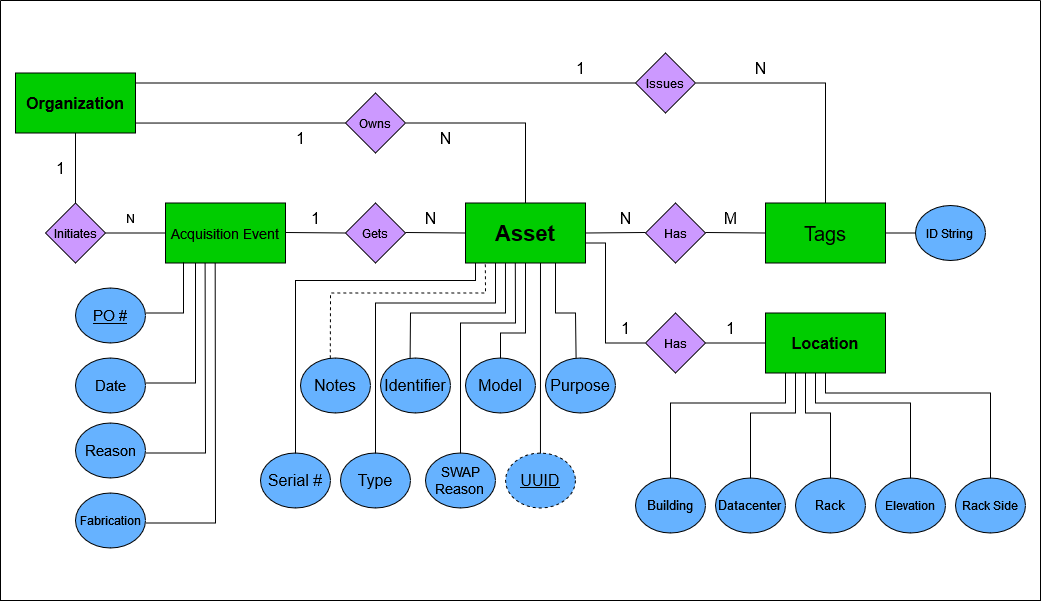 1
N
Issues
Organization
Owns
1
N
1
N
1
N
N
M
Initiates
Acquisition Event
Gets
Asset
Has
Tags
ID String
PO #
1
1
Has
Location
Date
Notes
Identifier
Model
Purpose
Reason
Serial #
Type
SWAP
Reason
UUID
Fabrication
Building
Datacenter
Rack
Elevation
Rack Side